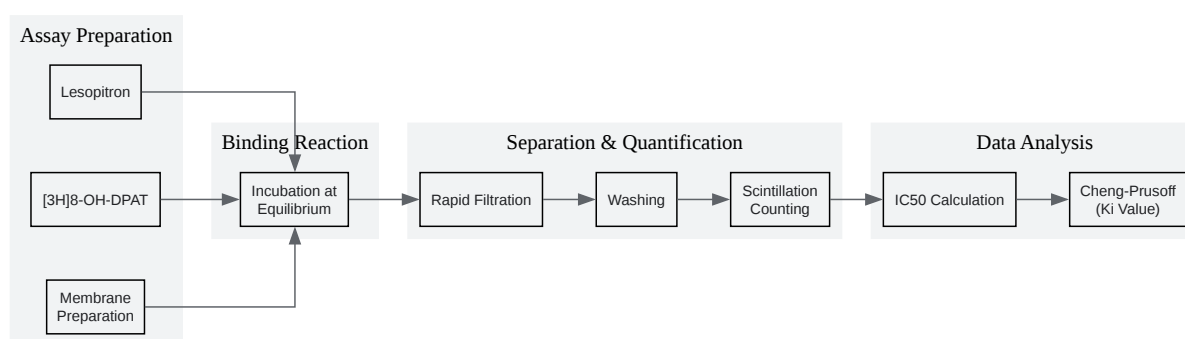 Assay Preparation
Lesopitron
[3H]8-OH-DPAT
Membrane
Preparation
Binding Reaction
Incubation at
Equilibrium
Separation & Quantification
Rapid Filtration
Washing
Scintillation
Counting
Data Analysis
IC50 Calculation
Cheng-Prusoff
(Ki Value)